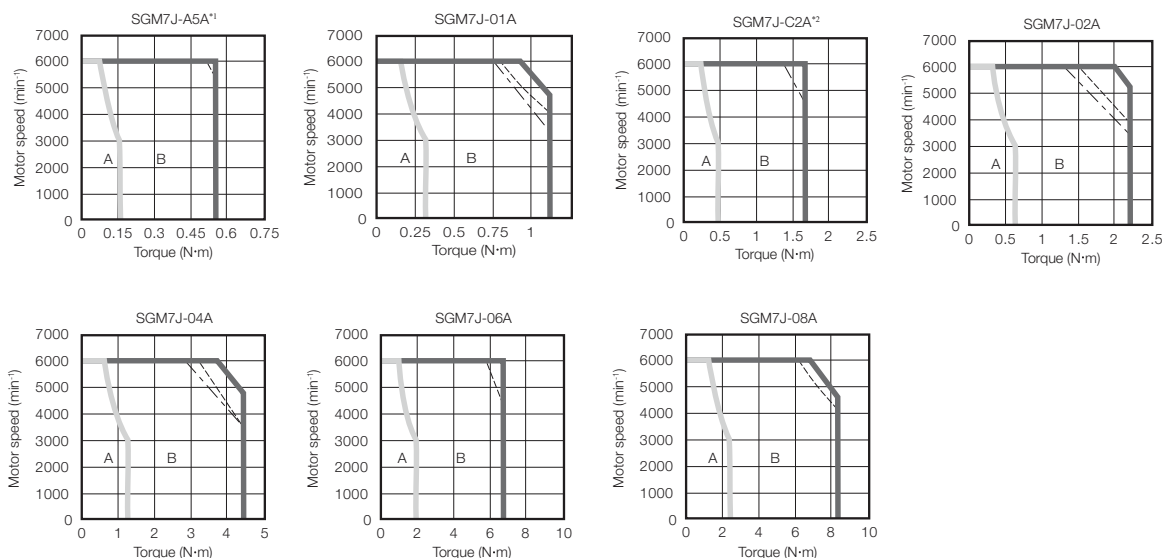 SGM7J-A5A*1
7000
6000
5000
4000
3000
2000
1000
0
Motor speed (min-1)
A
B
0 0.15 0.3 0.45 0.6 0.75
Torque (N•m)
SGM7J-01A
7000
6000
5000
4000
3000
2000
1000
0
Motor speed (min-1)
A
B
0 0.25 0.5 0.75 1
Torque (N•m)
SGM7J-C2A*2
7000
6000
5000
4000
3000
2000
1000
0
Motor speed (min-1)
A
B
0 0.5 1 1.5 2 2.5
Torque (N•m)
SGM7J-02A
7000
6000
5000
4000
3000
2000
1000
0
Motor speed (min-1)
A
B
0 0.5 1 1.5 2 2.5
Torque (N•m)
SGM7J-04A
7000
6000
5000
4000
3000
2000
1000
0
Motor speed (min-1)
A
B
0 1 2 3 4 5
Torque (N•m)
SGM7J-06A
7000
6000
5000
4000
3000
2000
1000
0
Motor speed (min-1)
A
B
0 2 4 6 8 10
Torque (N•m)
SGM7J-08A
7000
6000
5000
4000
3000
2000
1000
0
Motor speed (min-1)
A
B
0 2 4 6 8 10
Torque (N•m)